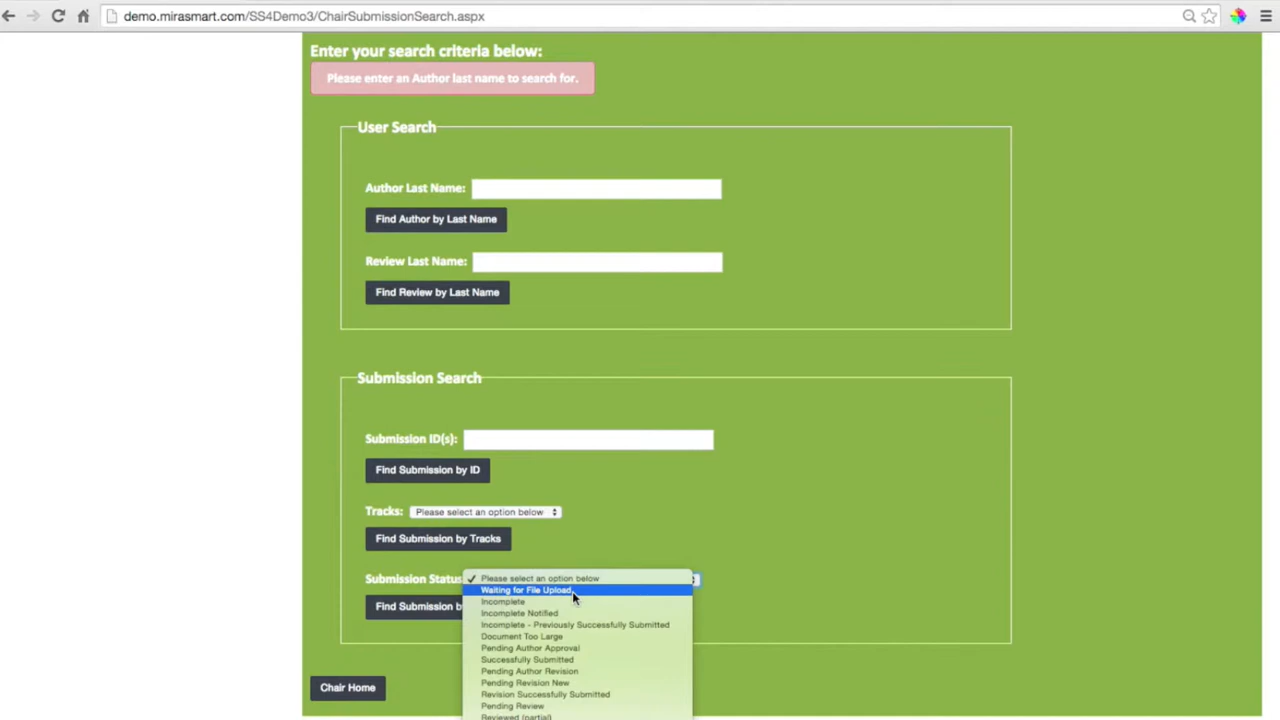 demo.mirasmart.com/SS4Demo3/ChairSubmissionSearch.aspx
Enter your search criteria below:
Please enter an Author last name to search for.
User Search
Author Last Name:
Find Author by Last Name
Review Last Name:
Find Review by Last Name
Submission Search
Submission ID(s):
Find Submission by ID
Tracks: Please select an option below
Find Submission by Tracks
Submission Status
✓ Please select an option below
Waiting for File Upload
Incomplete
Find Submission b
Incomplete Notified
Incomplete - Previously Successfully Submitted
Document Too Large
Pending Author Approval
Successfully Submitted
Pending Author Revision
Pending Revision New
Chair Home
Revision Successfully Submitted
Pending Review
Reviewed (partial)